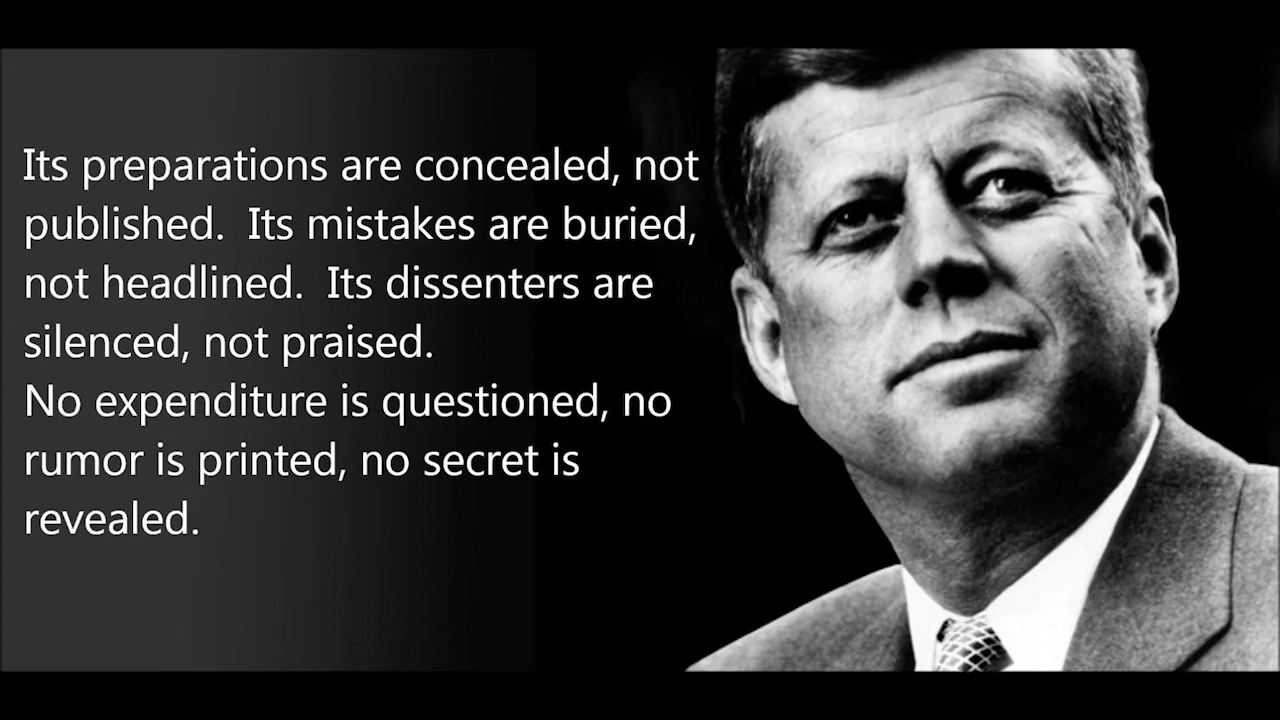 Its preparations are concealed, not
published.  Its mistakes are buried,
not headlined.  Its dissenters are
silenced, not praised.
No expenditure is questioned, no
rumor is printed, no secret is
revealed.